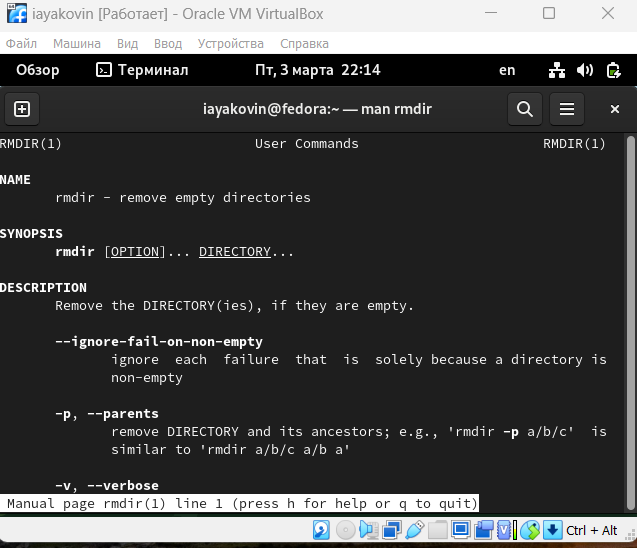 iayakovin [Работает] - Oracle VM VirtualBox
Файл Машина Вид Ввод Устройства Справка
Обзор Терминал Пт, 3 марта 22:14 en
iayakovin@fedora:~ — man rmdir
RMDIR(1) User Commands RMDIR(1)
NAME
rmdir - remove empty directories
SYNOPSIS
rmdir [OPTION]... DIRECTORY...
DESCRIPTION
Remove the DIRECTORY(ies), if they are empty.
--ignore-fail-on-non-empty
ignore each failure that is solely because a directory is
non-empty
-p, --parents
remove DIRECTORY and its ancestors; e.g., 'rmdir -p a/b/c' is
similar to 'rmdir a/b/c a/b a'
-v, --verbose
Manual page rmdir(1) line 1 (press h for help or q to quit)
Ctrl + Alt